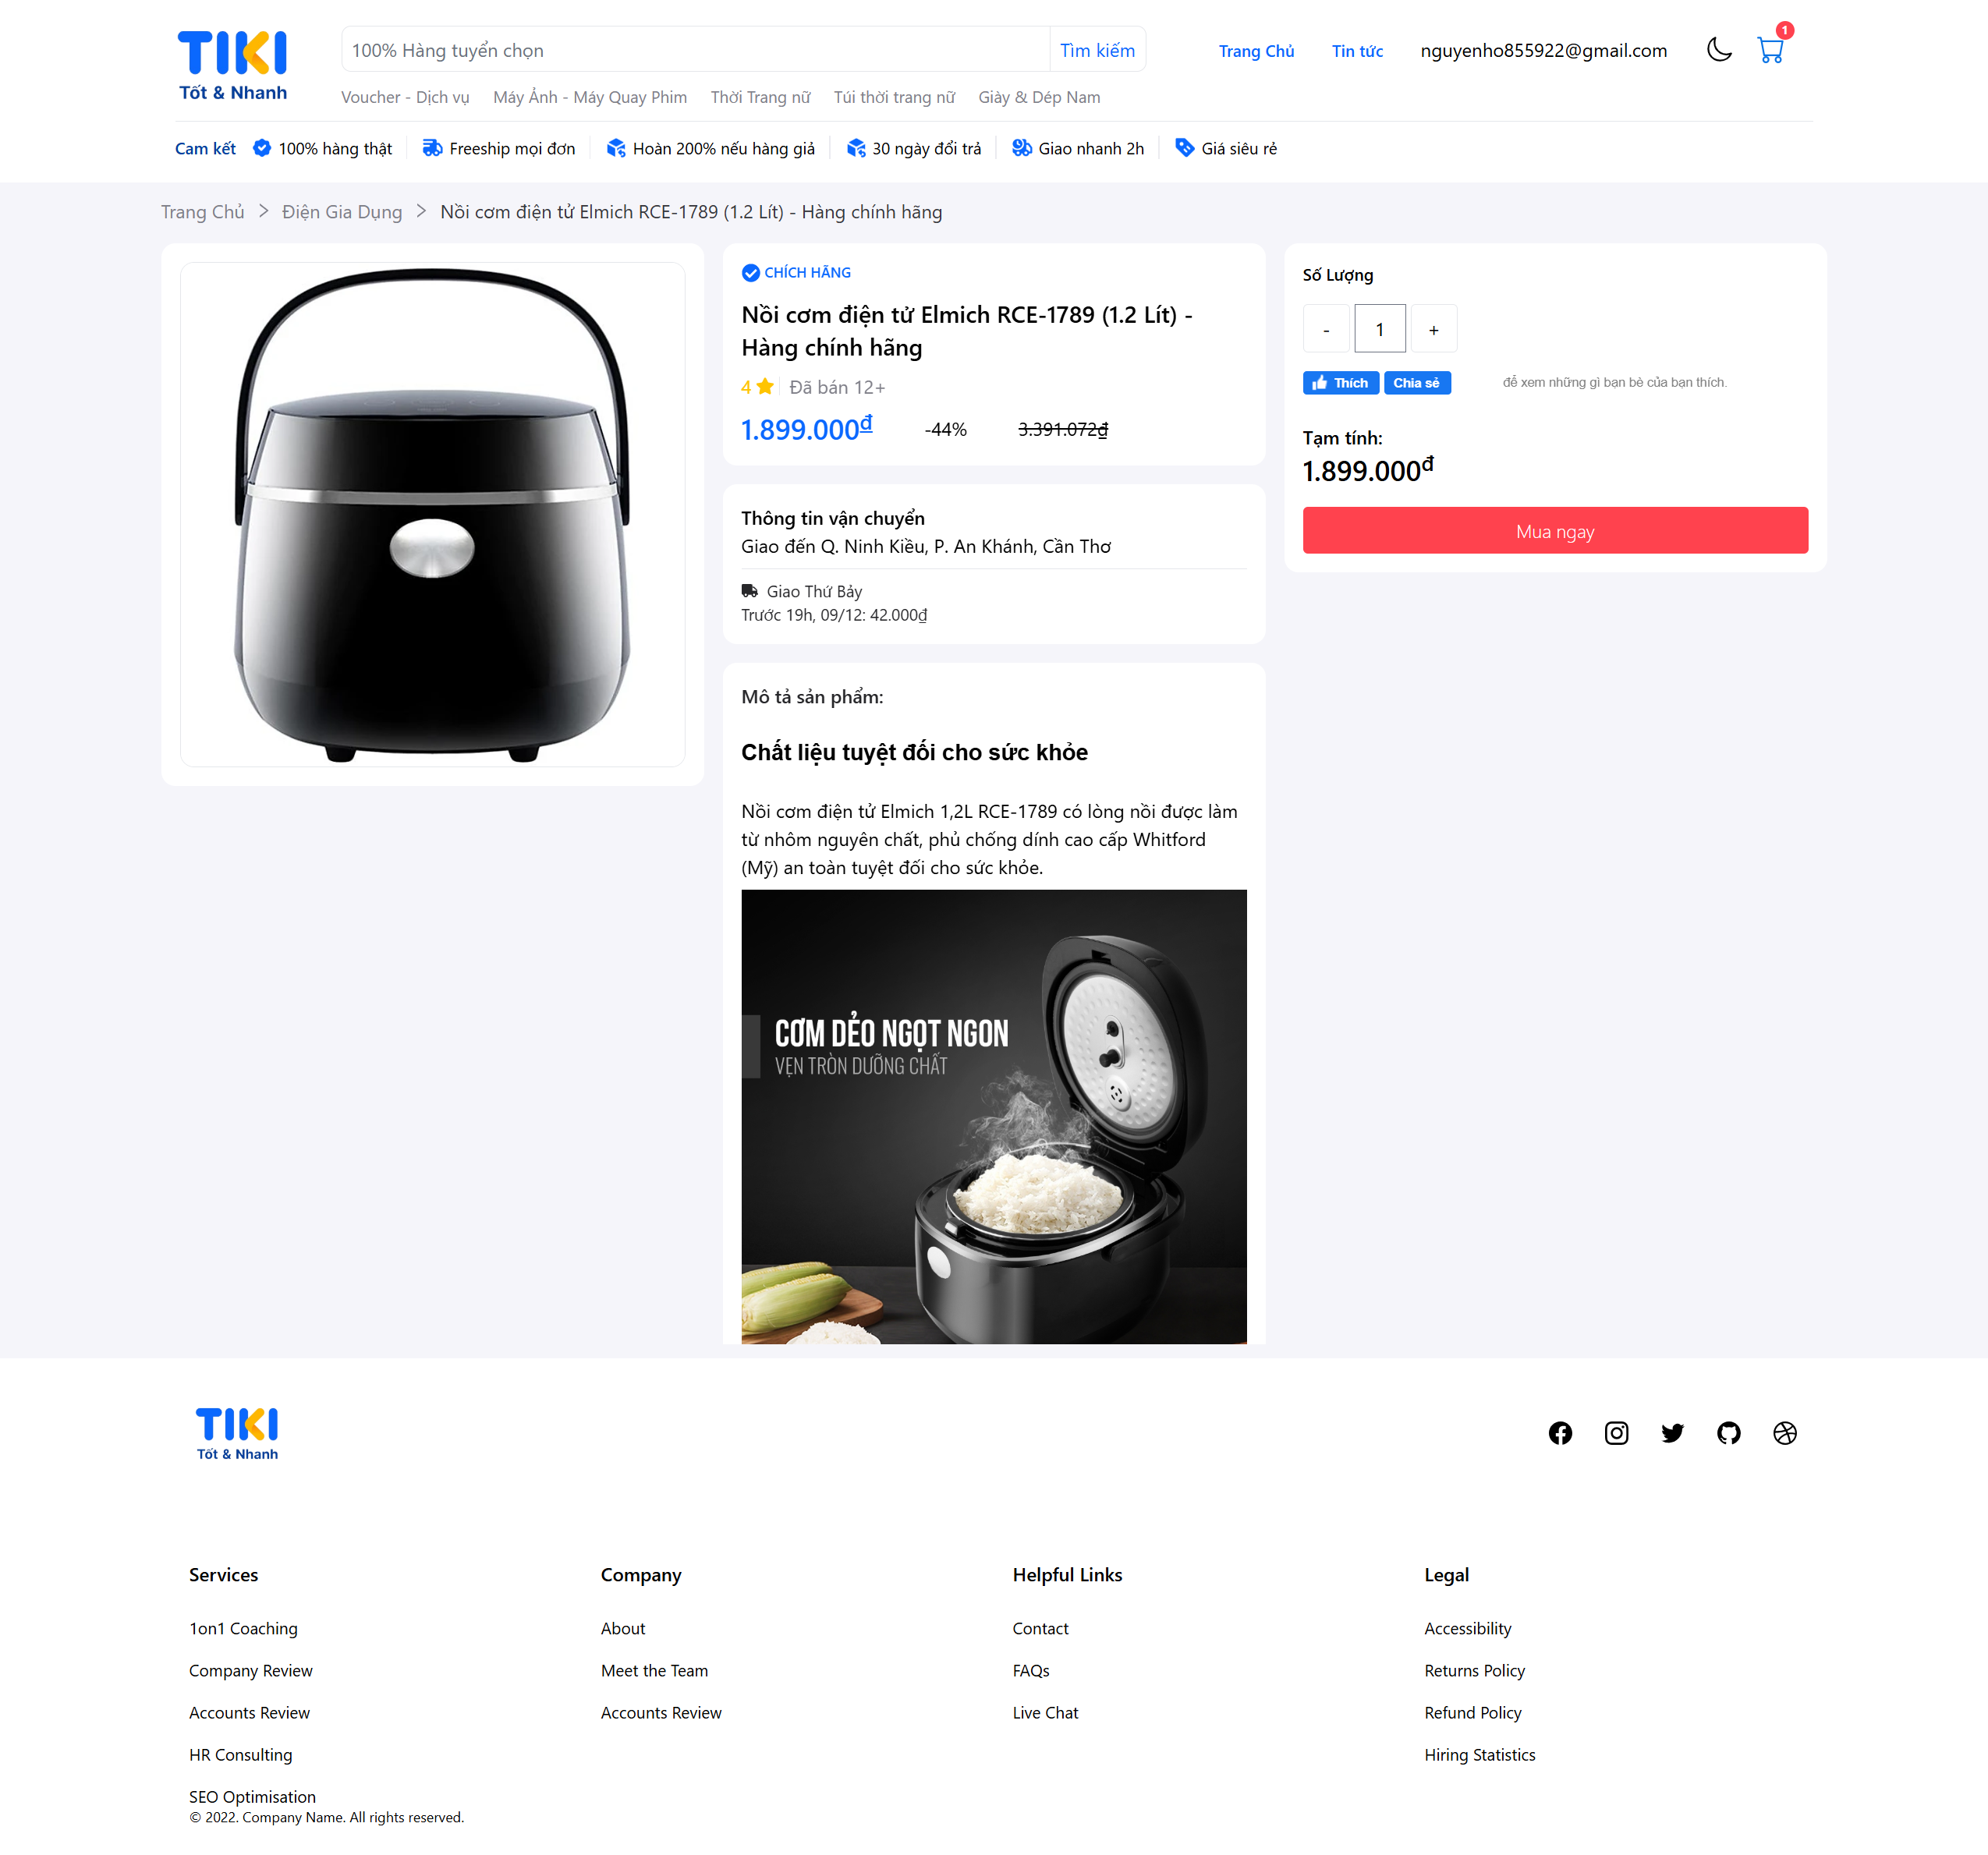 TIKI
Tốt & Nhanh
100% Hàng tuyển chọn
Tìm kiếm
Trang Chủ
Tin tức
nguyenho855922@gmail.com
1
Voucher - Dịch vụ
Máy Ảnh - Máy Quay Phim
Thời Trang nữ
Túi thời trang nữ
Giày & Dép Nam
Cam kết
100% hàng thật
Freeship mọi đơn
Hoàn 200% nếu hàng giả
30 ngày đổi trả
Giao nhanh 2h
Giá siêu rẻ
Trang Chủ > Điện Gia Dụng > Nồi cơm điện tử Elmich RCE-1789 (1.2 Lít) - Hàng chính hãng
CHÍCH HÃNG
Nồi cơm điện tử Elmich RCE-1789 (1.2 Lít) -
Hàng chính hãng
4
Đã bán 12+
1.899.000đ
-44%
3.391.072₫
Thông tin vận chuyển
Giao đến Q. Ninh Kiều, P. An Khánh, Cần Thơ
Giao Thứ Bảy
Trước 19h, 09/12: 42.000₫
Mô tả sản phẩm:
Chất liệu tuyệt đối cho sức khỏe
Nồi cơm điện tử Elmich 1,2L RCE-1789 có lòng nồi được làm
từ nhôm nguyên chất, phủ chống dính cao cấp Whitford
(Mỹ) an toàn tuyệt đối cho sức khỏe.
CƠM DẺO NGỌT NGON
VẸN TRÒN DƯỠNG CHẤT
Số Lượng
- 1 +
Thích
Chia sẻ
để xem những gì bạn bè của bạn thích.
Tạm tính:
1.899.000đ
Mua ngay
TIKI
Tốt & Nhanh
Services
1on1 Coaching
Company Review
Accounts Review
HR Consulting
SEO Optimisation
Company
About
Meet the Team
Accounts Review
Helpful Links
Contact
FAQs
Live Chat
Legal
Accessibility
Returns Policy
Refund Policy
Hiring Statistics
© 2022. Company Name. All rights reserved.